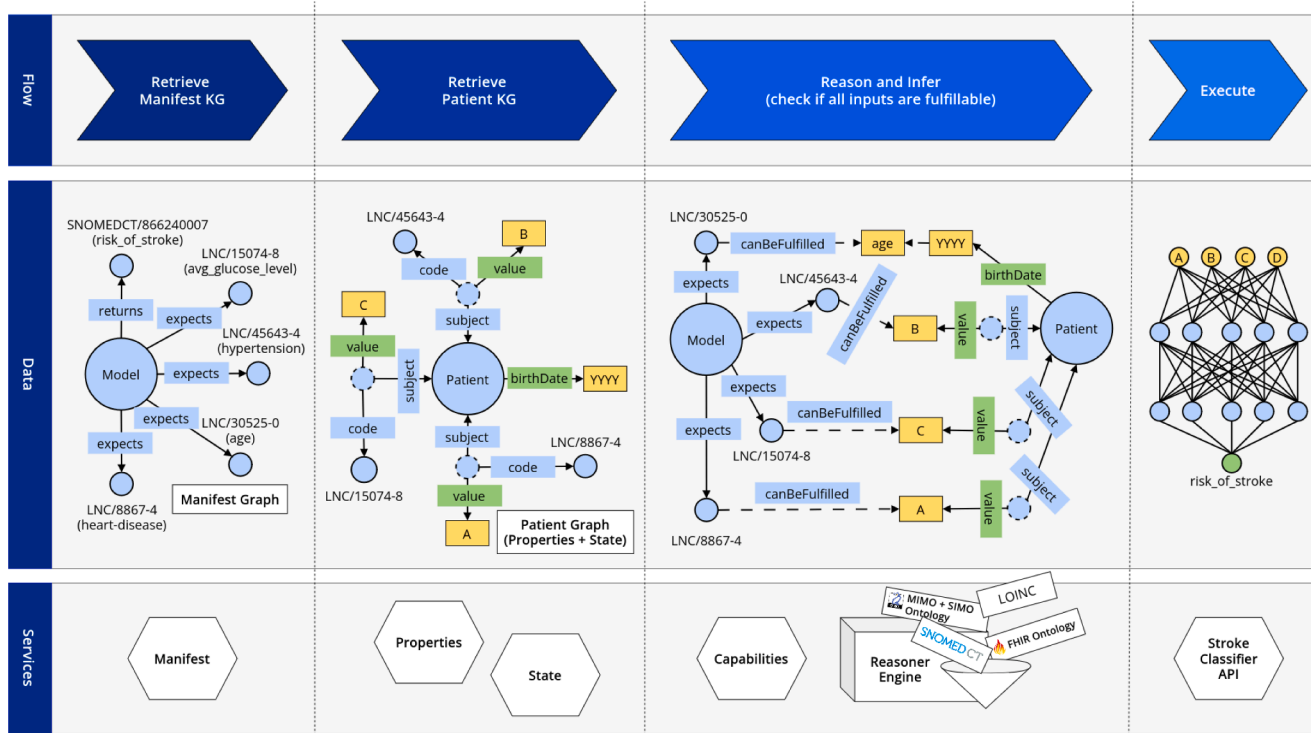 Flow
Retrieve
Manifest KG
Retrieve
Patient KG
Reason and Infer
(check if all inputs are fulfillable)
Execute
Data
SNOMEDCT/866240007
(risk_of_stroke)
LNC/15074-8
(avg_glucose_level)
returns
expects
LNC/45643-4
(hypertension)
Model
expects
expects
LNC/30525-0
(age)
expects
LNC/8867-4
(heart-disease)
Manifest Graph
LNC/45643-4
B
code
value
C
subject
value
subject
Patient
birthDate
YYYY
code
subject
LNC/8867-4
code
LNC/15074-8
value
A
Patient Graph
(Properties + State)
LNC/30525-0
canBeFulfilled
age
YYYY
birthDate
expects
LNC/45643-4
canBeFulfilled
expects
Model
B
value
subject
Patient
expects
canBeFulfilled
expects
C
value
subject
LNC/15074-8
canBeFulfilled
A
value
subject
LNC/8867-4
A
B
C
D
risk_of_stroke
Services
Manifest
Properties
State
Capabilities
Reasoner
Engine
MIMO + SIMO
Ontology
LOINC
SNOMED CT
FHIR Ontology
Stroke
Classifier
API